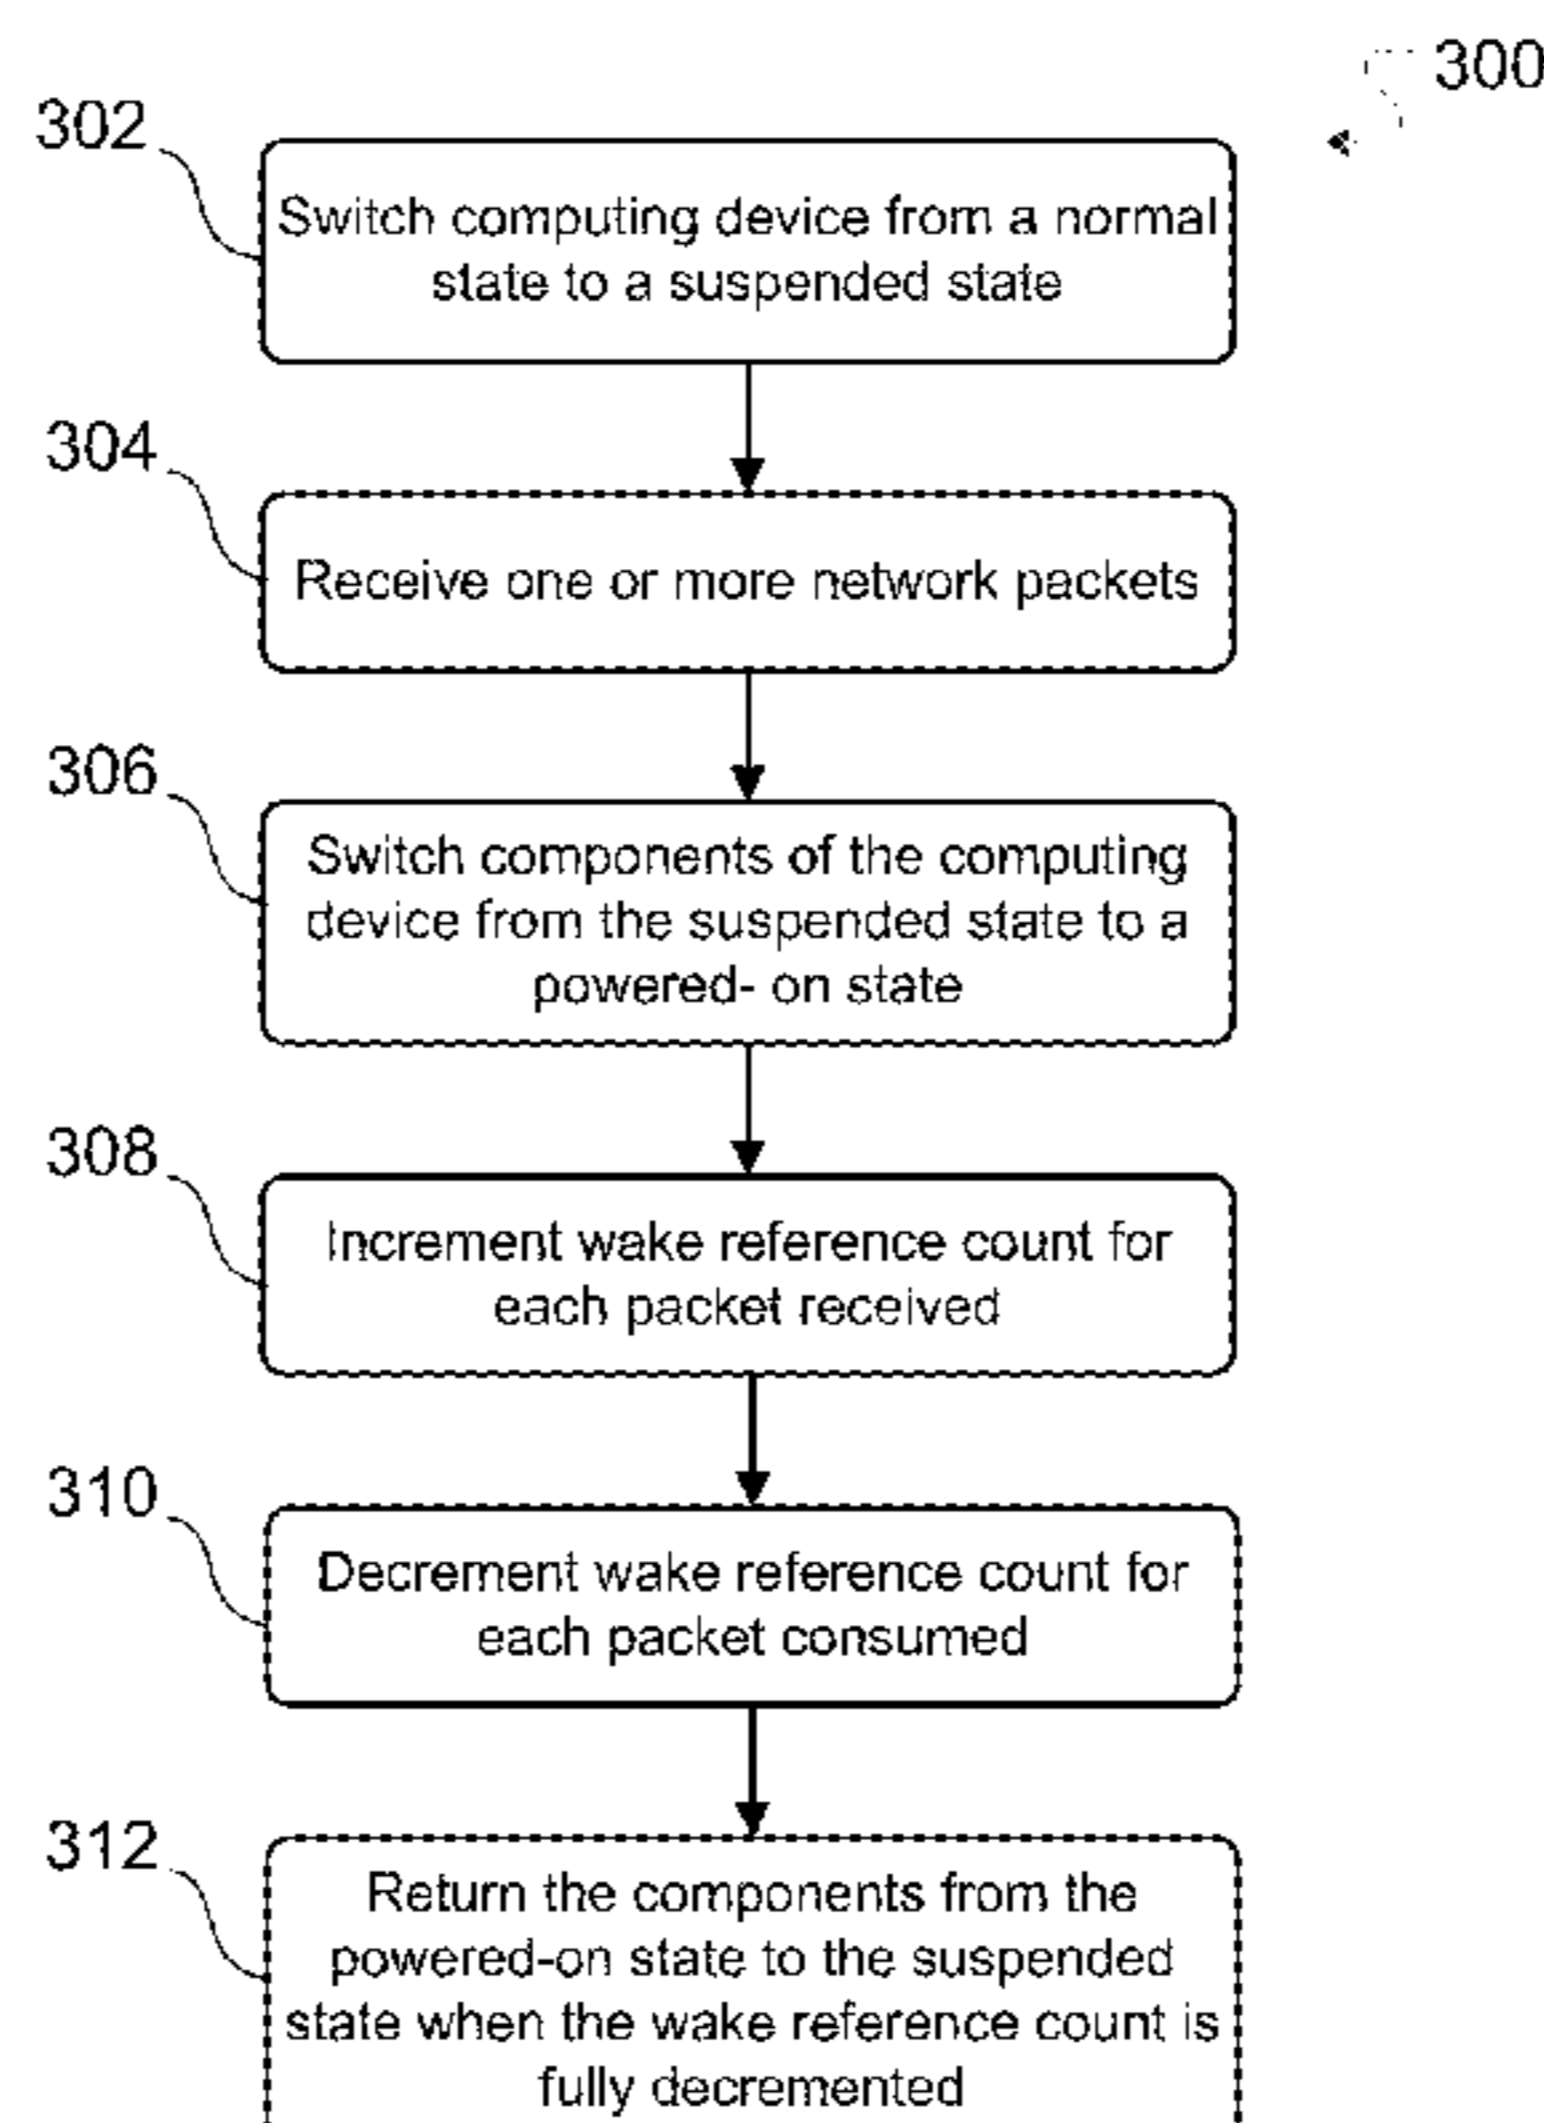 300
302
Switch computing device from a normal
state to a suspended state
304
Receive one or more network packets
306
Switch components of the computing
device from the suspended state to a
powered- on state
308
Increment wake reference count for
each packet received
310
Decrement wake reference count for
each packet consumed
312
Return the components from the
powered-on state to the suspended
state when the wake reference count is
fully decremented